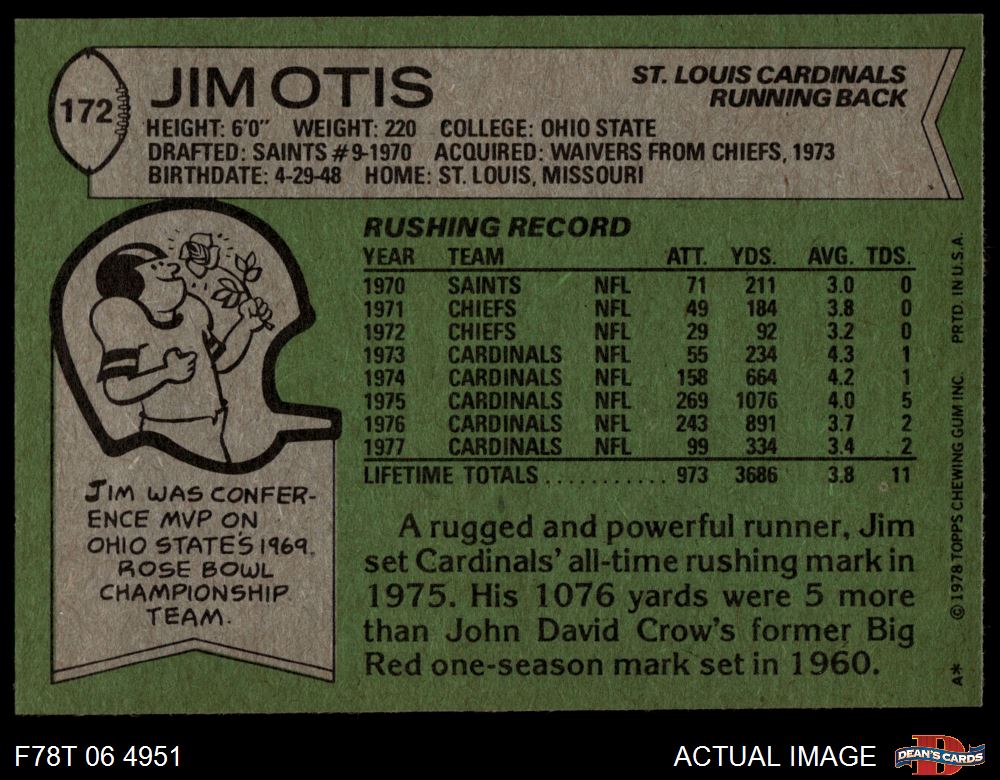 172
JIM OTIS
ST. LOUIS CARDINALS
RUNNING BACK
HEIGHT: 6'0" WEIGHT: 220 COLLEGE: OHIO STATE
DRAFTED: SAINTS #9-1970 ACQUIRED: WAIVERS FROM CHIEFS, 1973
BIRTHDATE: 4-29-48 HOME: ST. LOUIS, MISSOURI
RUSHING RECORD
YEAR TEAM ATT. YDS. AVG. TDS.
1970 SAINTS NFL 71 211 3.0 0
1971 CHIEFS NFL 49 184 3.8 0
1972 CHIEFS NFL 29 92 3.2 0
1973 CARDINALS NFL 55 234 4.3 1
1974 CARDINALS NFL 158 664 4.2 1
1975 CARDINALS NFL 269 1076 4.0 5
1976 CARDINALS NFL 243 891 3.7 2
1977 CARDINALS NFL 99 334 3.4 2
LIFETIME TOTALS........... 973 3686 3.8 11
JIM WAS CONFER-
ENCE MVP ON
OHIO STATE'S 1969
ROSE BOWL
CHAMPIONSHIP
TEAM.
A rugged and powerful runner, Jim
set Cardinals' all-time rushing mark in
1975. His 1076 yards were 5 more
than John David Crow's former Big
Red one-season mark set in 1960.
A* © 1978 TOPPS CHEWING GUM INC. PRTD. IN U.S.A.
F78T 06 4951
ACTUAL IMAGE
D
DEAN'S CARDS